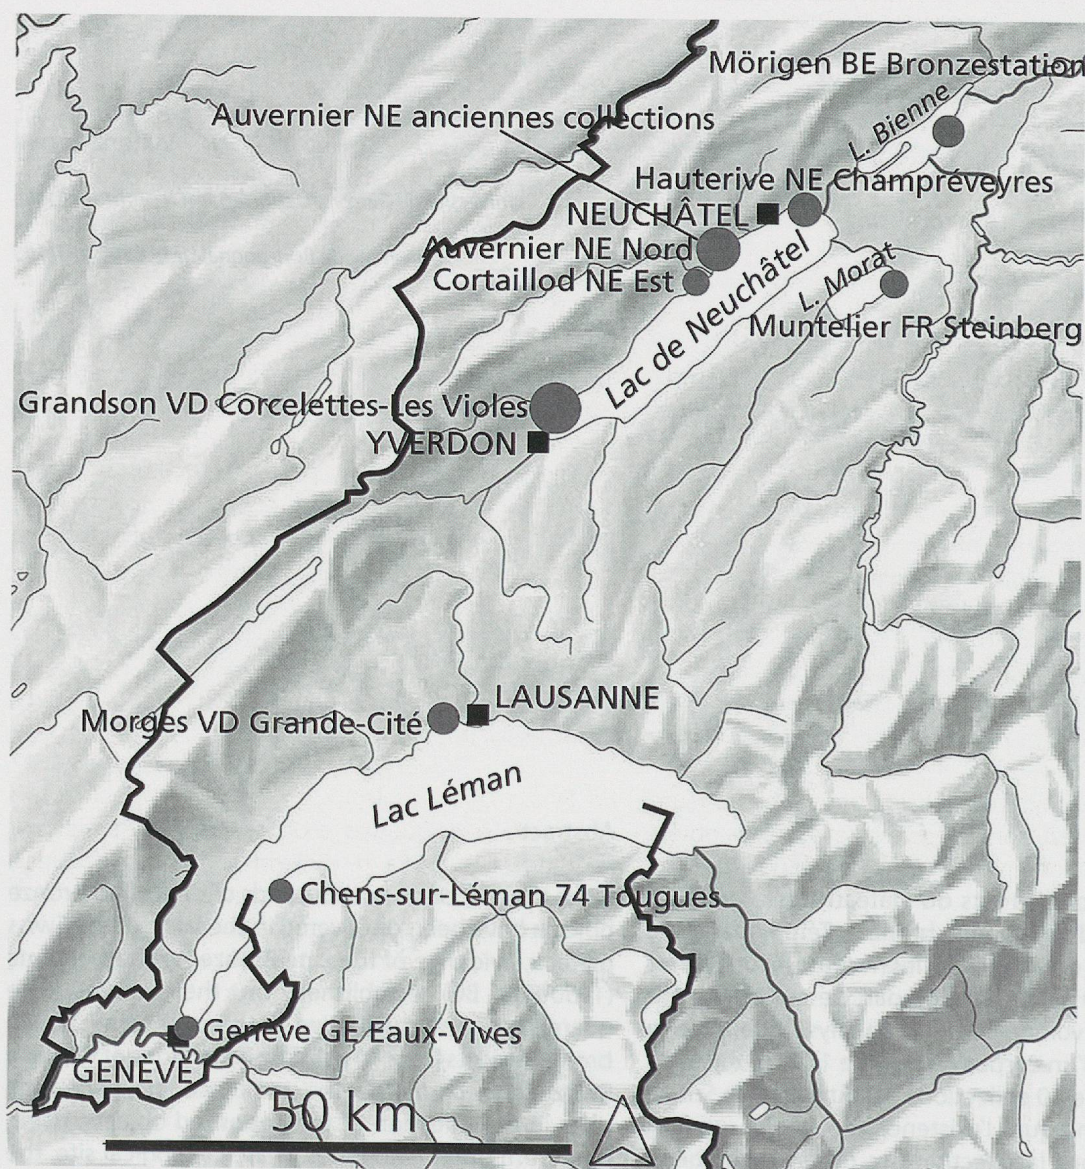 Mörigen BE Bronzestation
L. Bienne
Auvernier NE anciennes collections
Hauterive NE Champréveyres
NEUCHÂTEL
Auvernier NE Nord
L. Morat
Cortaillod NE Est
Lac de Neuchâtel
Muntelier FR Steinberg
Grandson VD Corcelettes-Les Violes
YVERDON
LAUSANNE
Morges VD Grande-Cité
Lac Léman
Chens-sur-Léman 74 Tougues
Genève GE Eaux-Vives
GENÈVE
50 km